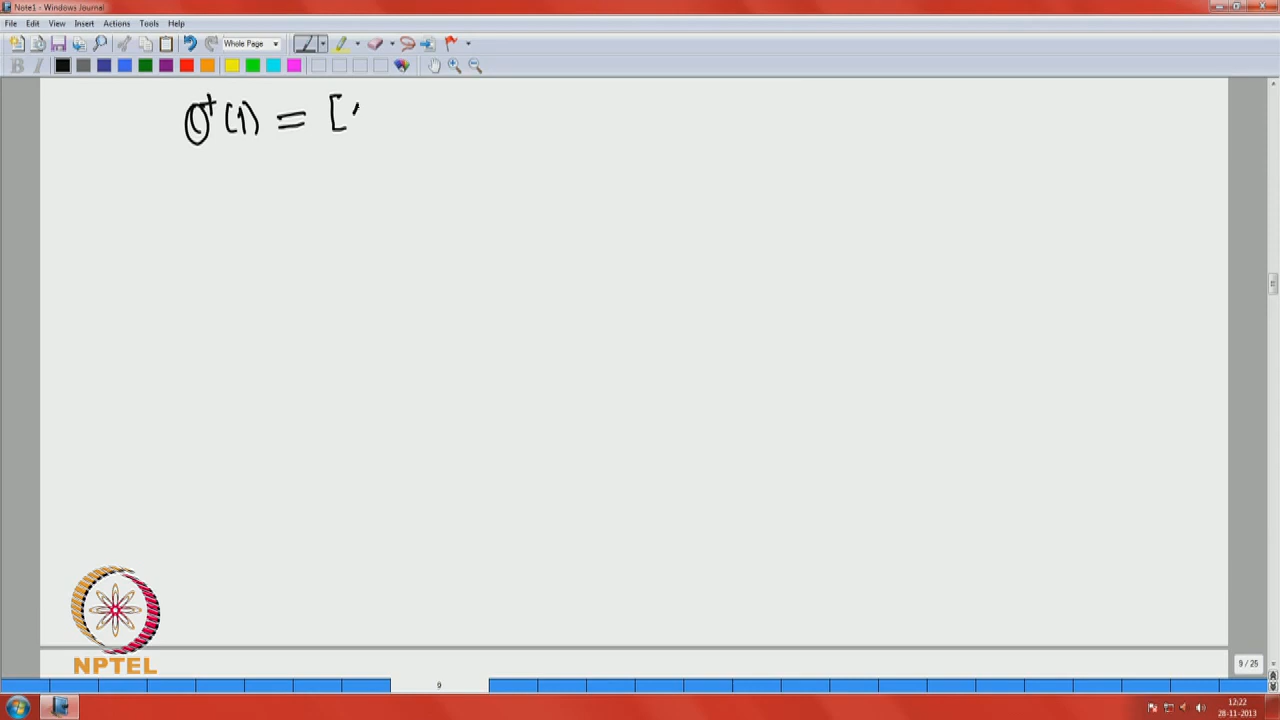 Note1 - Windows Journal
File Edit View Insert Actions Tools Help
Whole Page
B I
O⁺(1) = [
NPTEL
9 / 25
9
12:22
28-11-2013